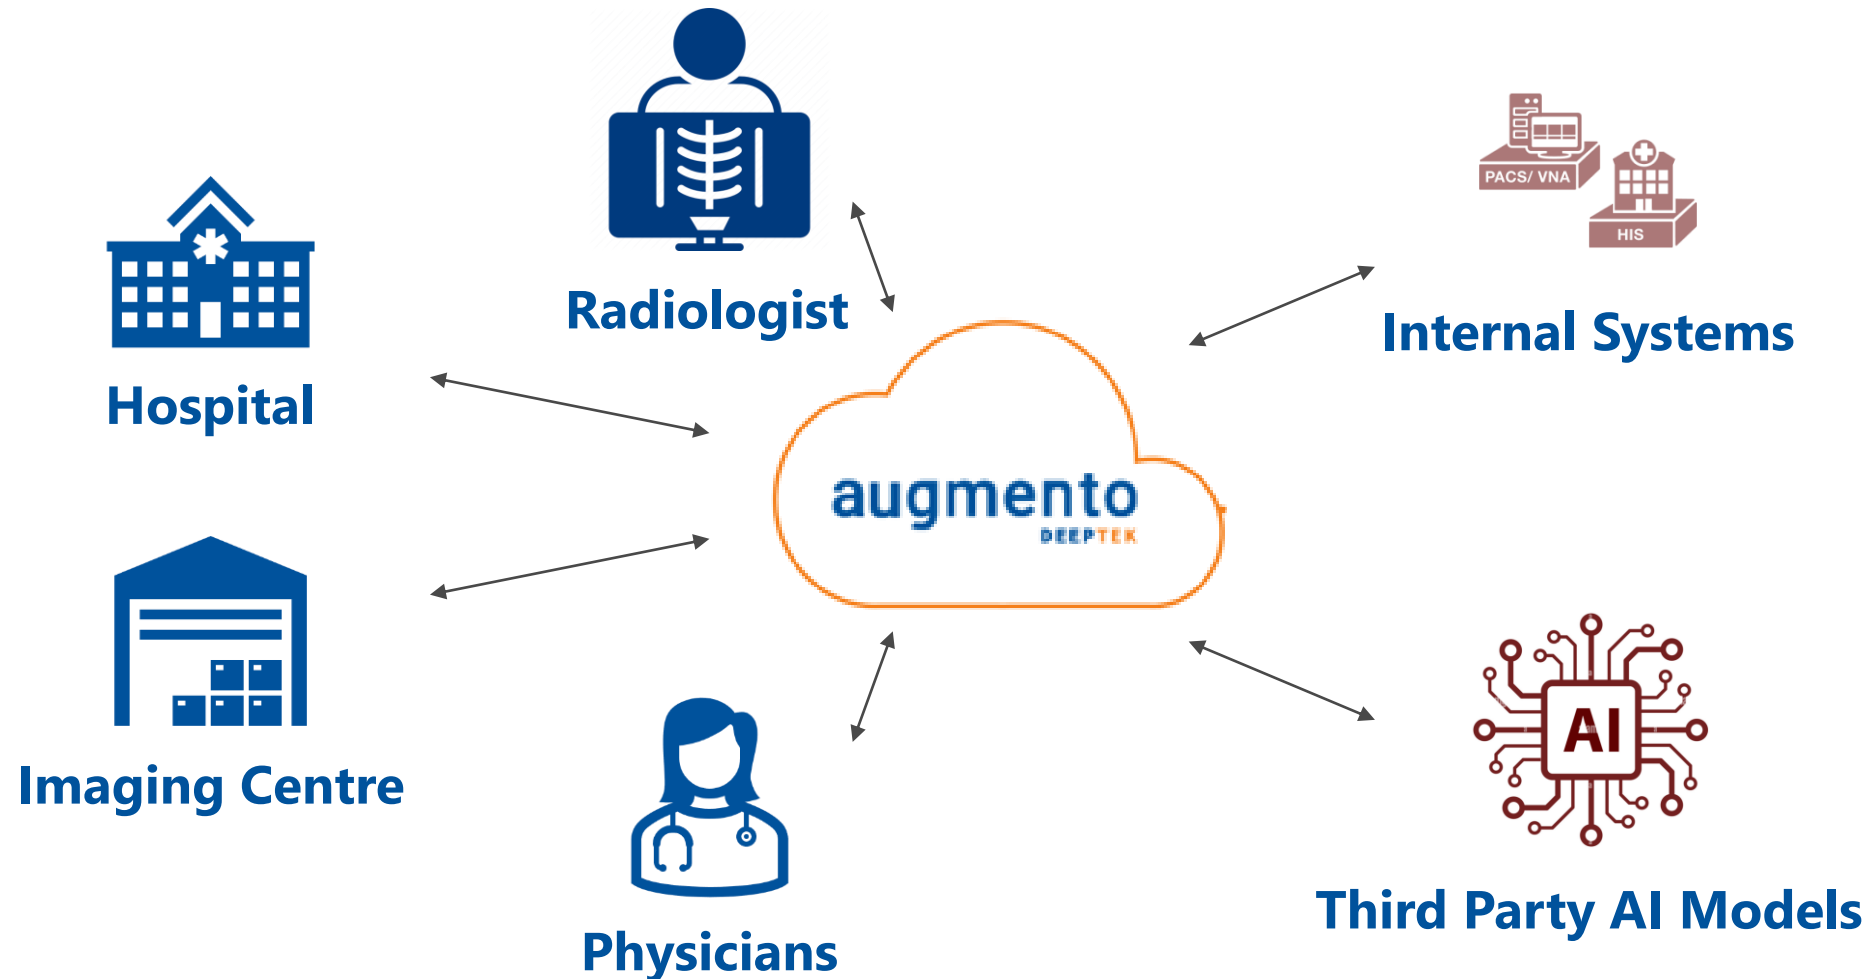 Radiologist
PACS/ VNA
HIS
Internal Systems
Hospital
augmento
DEEPTEK
Imaging Centre
AI
Third Party AI Models
Physicians